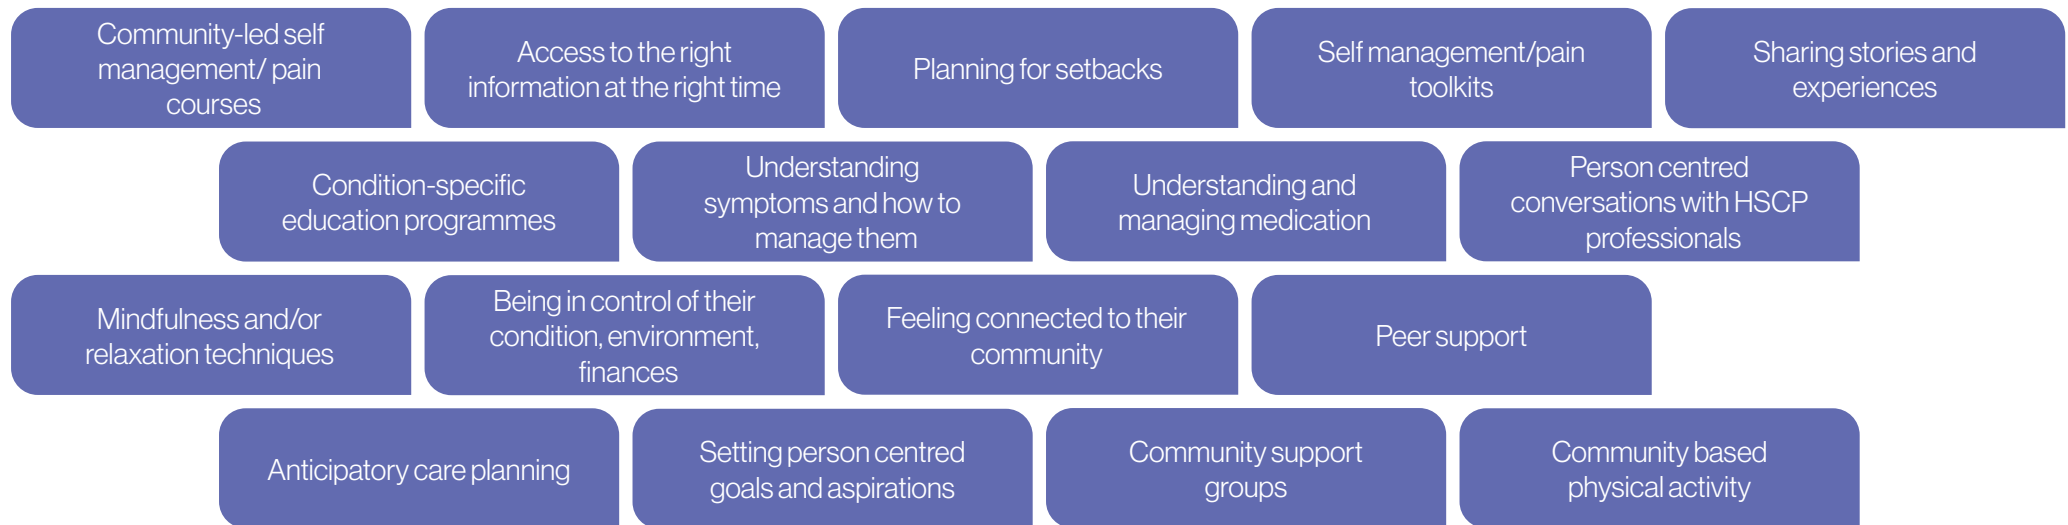 Community-led self
management/ pain
courses
Access to the right
information at the right time
Planning for setbacks
Self management/pain
toolkits
Sharing stories and
experiences
Condition-specific
education programmes
Understanding
symptoms and how to
manage them
Understanding and
managing medication
Person centred
conversations with HSCP
professionals
Mindfulness and/or
relaxation techniques
Being in control of their
condition, environment,
finances
Feeling connected to their
community
Peer support
Anticipatory care planning
Setting person centred
goals and aspirations
Community support
groups
Community based
physical activity